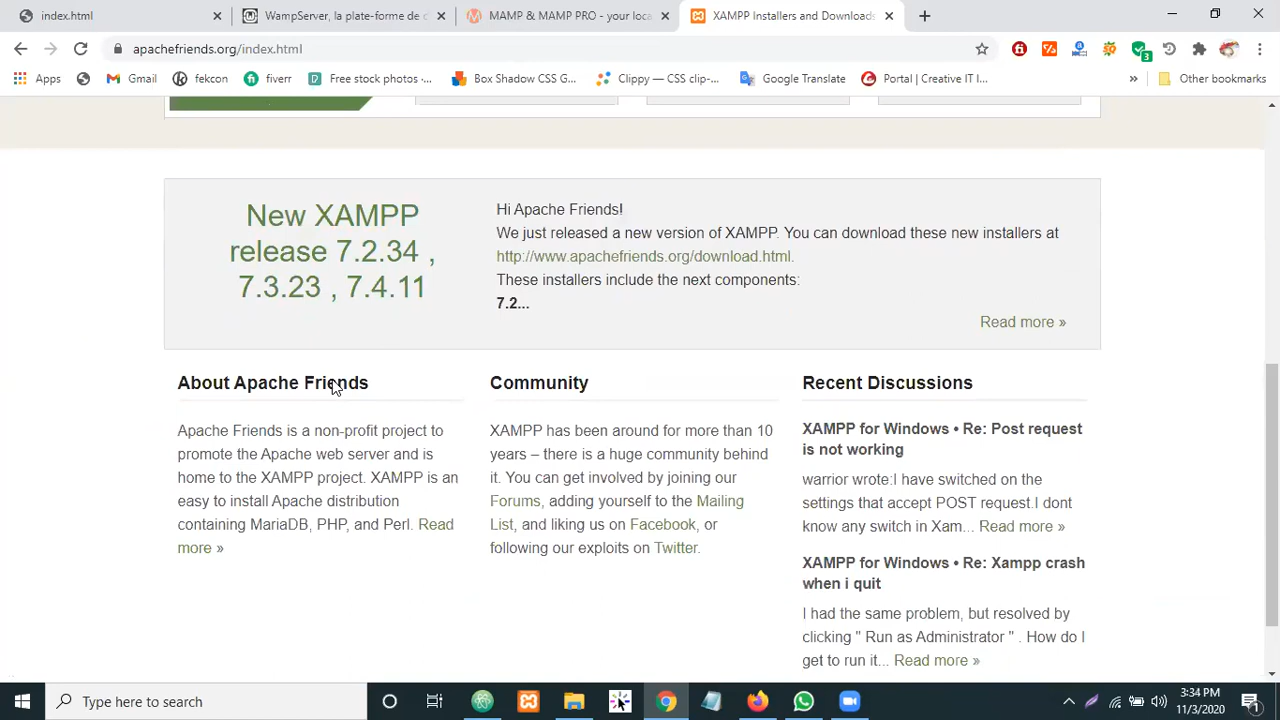 index.html
WampServer, la plate-forme de d
MAMP & MAMP PRO - your loca
XAMPP Installers and Downloads
apachefriends.org/index.html
3
Apps
Gmail
fekcon
fiverr
Free stock photos -...
Box Shadow CSS G...
Clippy — CSS clip-...
Google Translate
Portal | Creative IT I...
Other bookmarks
New XAMPP
release 7.2.34 ,
7.3.23 , 7.4.11
Hi Apache Friends!
We just released a new version of XAMPP. You can download these new installers at
http://www.apachefriends.org/download.html.
These installers include the next components:
7.2...
Read more »
About Apache Friends
Apache Friends is a non-profit project to
promote the Apache web server and is
home to the XAMPP project. XAMPP is an
easy to install Apache distribution
containing MariaDB, PHP, and Perl. Read
more »
Community
XAMPP has been around for more than 10
years – there is a huge community behind
it. You can get involved by joining our
Forums, adding yourself to the Mailing
List, and liking us on Facebook, or
following our exploits on Twitter.
Recent Discussions
XAMPP for Windows • Re: Post request
is not working
warrior wrote:I have switched on the
settings that accept POST request.I dont
know any switch in Xam... Read more »
XAMPP for Windows • Re: Xampp crash
when i quit
I had the same problem, but resolved by
clicking " Run as Administrator " . How do I
get to run it... Read more »
Type here to search
3:34 PM
11/3/2020
1